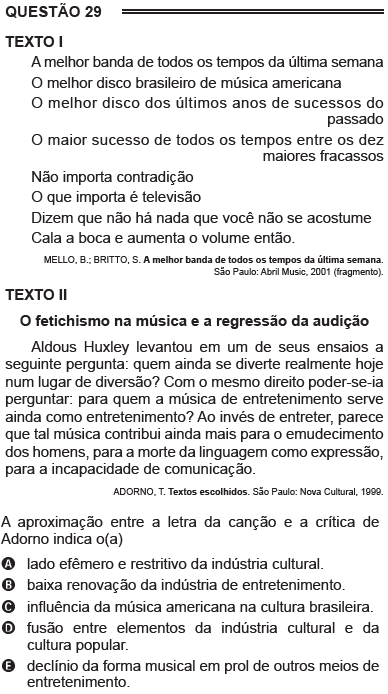 QUESTÃO 29
TEXTO I
A melhor banda de todos os tempos da última semana
O melhor disco brasileiro de música americana
O melhor disco dos últimos anos de sucessos do
passado
O maior sucesso de todos os tempos entre os dez
maiores fracassos
Não importa contradição
O que importa é televisão
Dizem que não há nada que você não se acostume
Cala a boca e aumenta o volume então.
MELLO, B.; BRITTO, S. A melhor banda de todos os tempos da última semana.
São Paulo: Abril Music, 2001 (fragmento).
TEXTO II
O fetichismo na música e a regressão da audição
Aldous Huxley levantou em um de seus ensaios a
seguinte pergunta: quem ainda se diverte realmente hoje
num lugar de diversão? Com o mesmo direito poder-se-ia
perguntar: para quem a música de entretenimento serve
ainda como entretenimento? Ao invés de entreter, parece
que tal música contribui ainda mais para o emudecimento
dos homens, para a morte da linguagem como expressão,
para a incapacidade de comunicação.
ADORNO, T. Textos escolhidos. São Paulo: Nova Cultural, 1999.
A aproximação entre a letra da canção e a crítica de
Adorno indica o(a)
A lado efêmero e restritivo da indústria cultural.
B baixa renovação da indústria de entretenimento.
C influência da música americana na cultura brasileira.
D fusão entre elementos da indústria cultural e da
cultura popular.
E declínio da forma musical em prol de outros meios de
entretenimento.